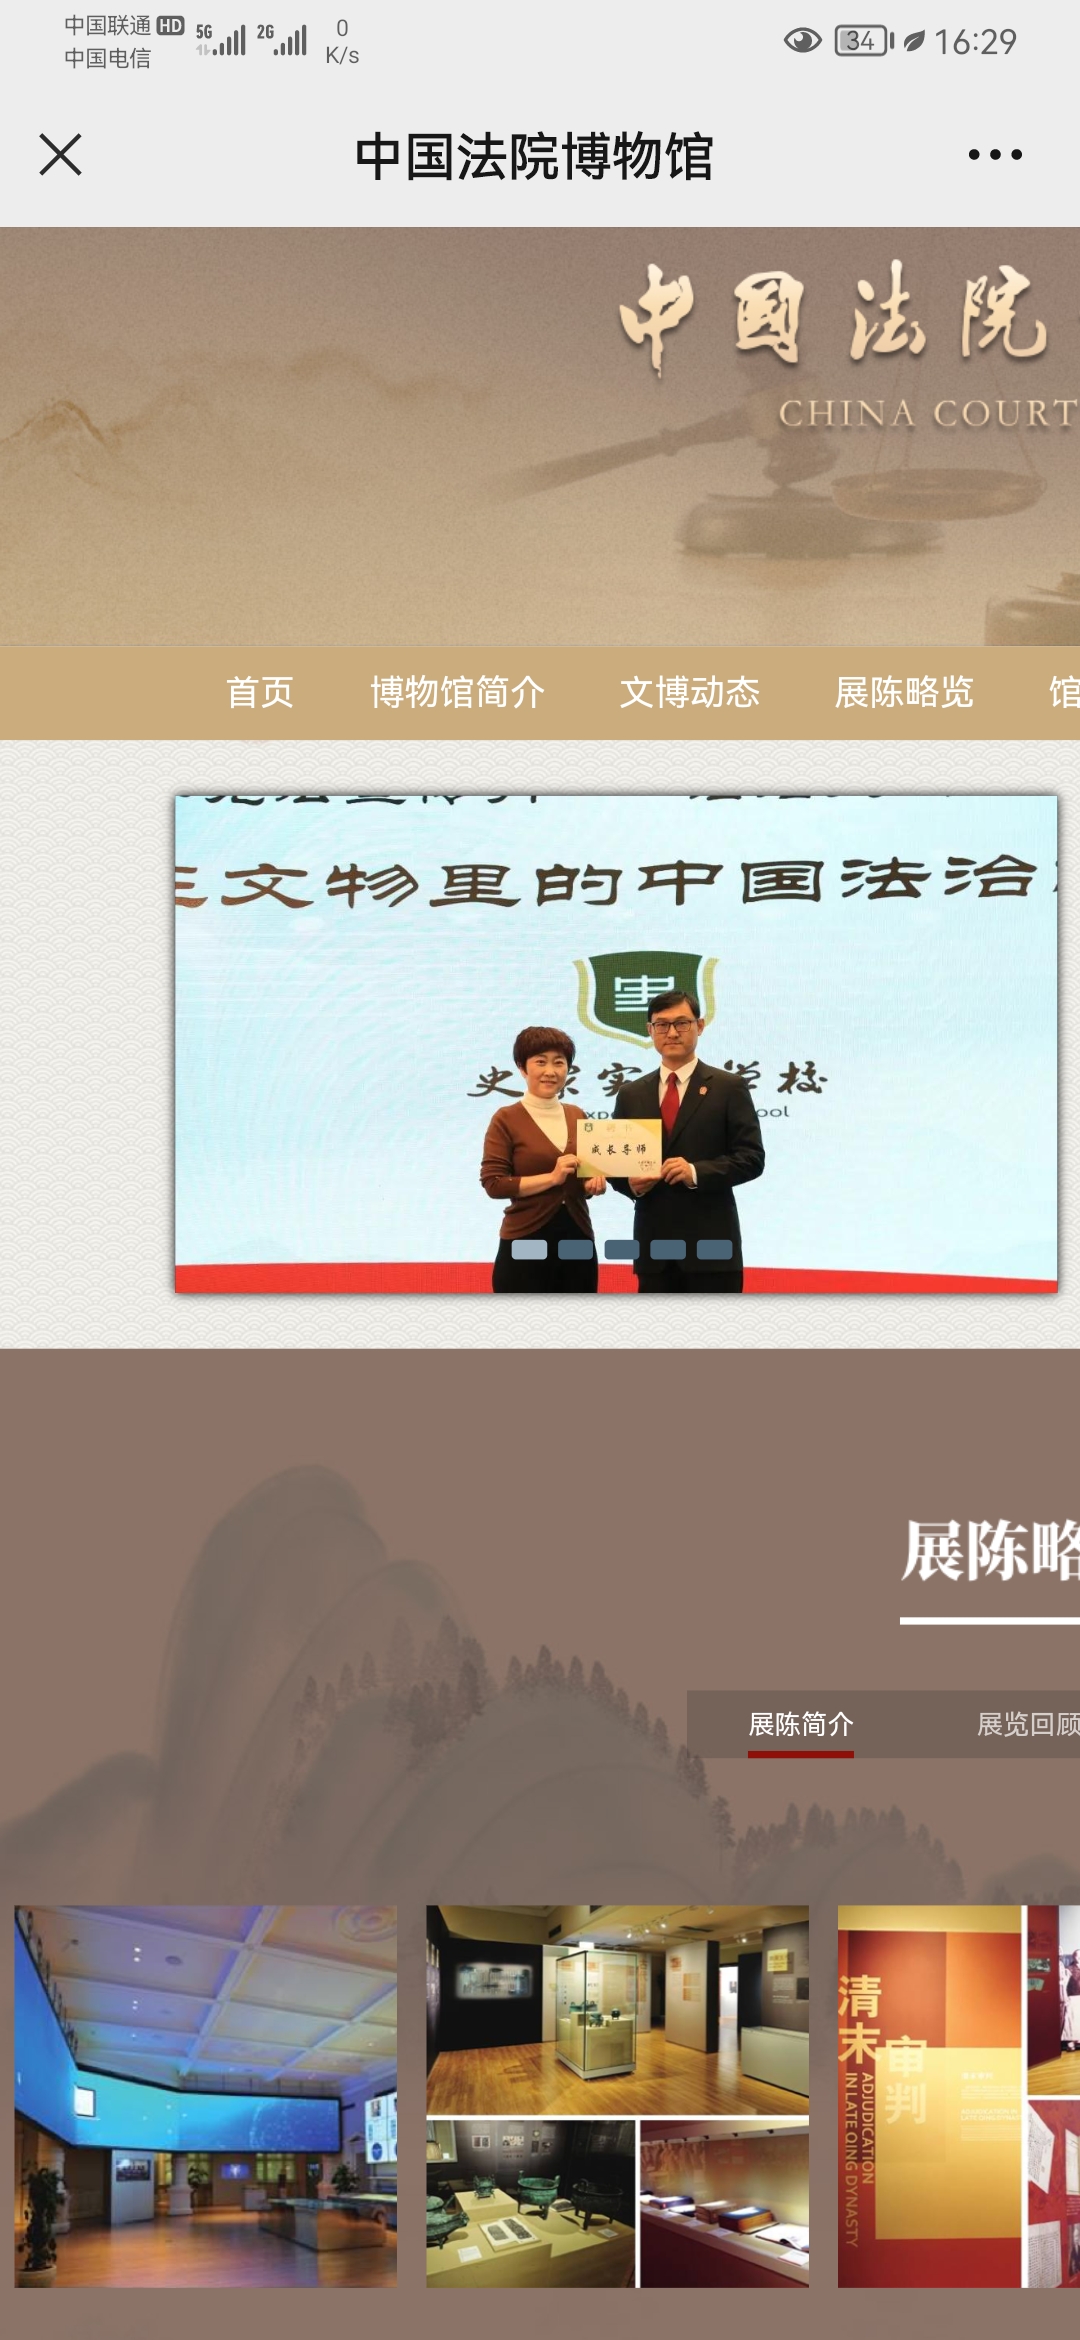 中国联通 HD 5G 2G 0 K/s 34 16:29
中国电信
中国法院博物馆
中國法院
CHINA COURT
首页 博物馆简介 文博动态 展陈略览 馆
文物里的中国法治
史家实 学校
成长导师
展陈略
展陈简介 展览回顾
清末
审判
ADJUDICATION
IN LATE QING DYNASTY